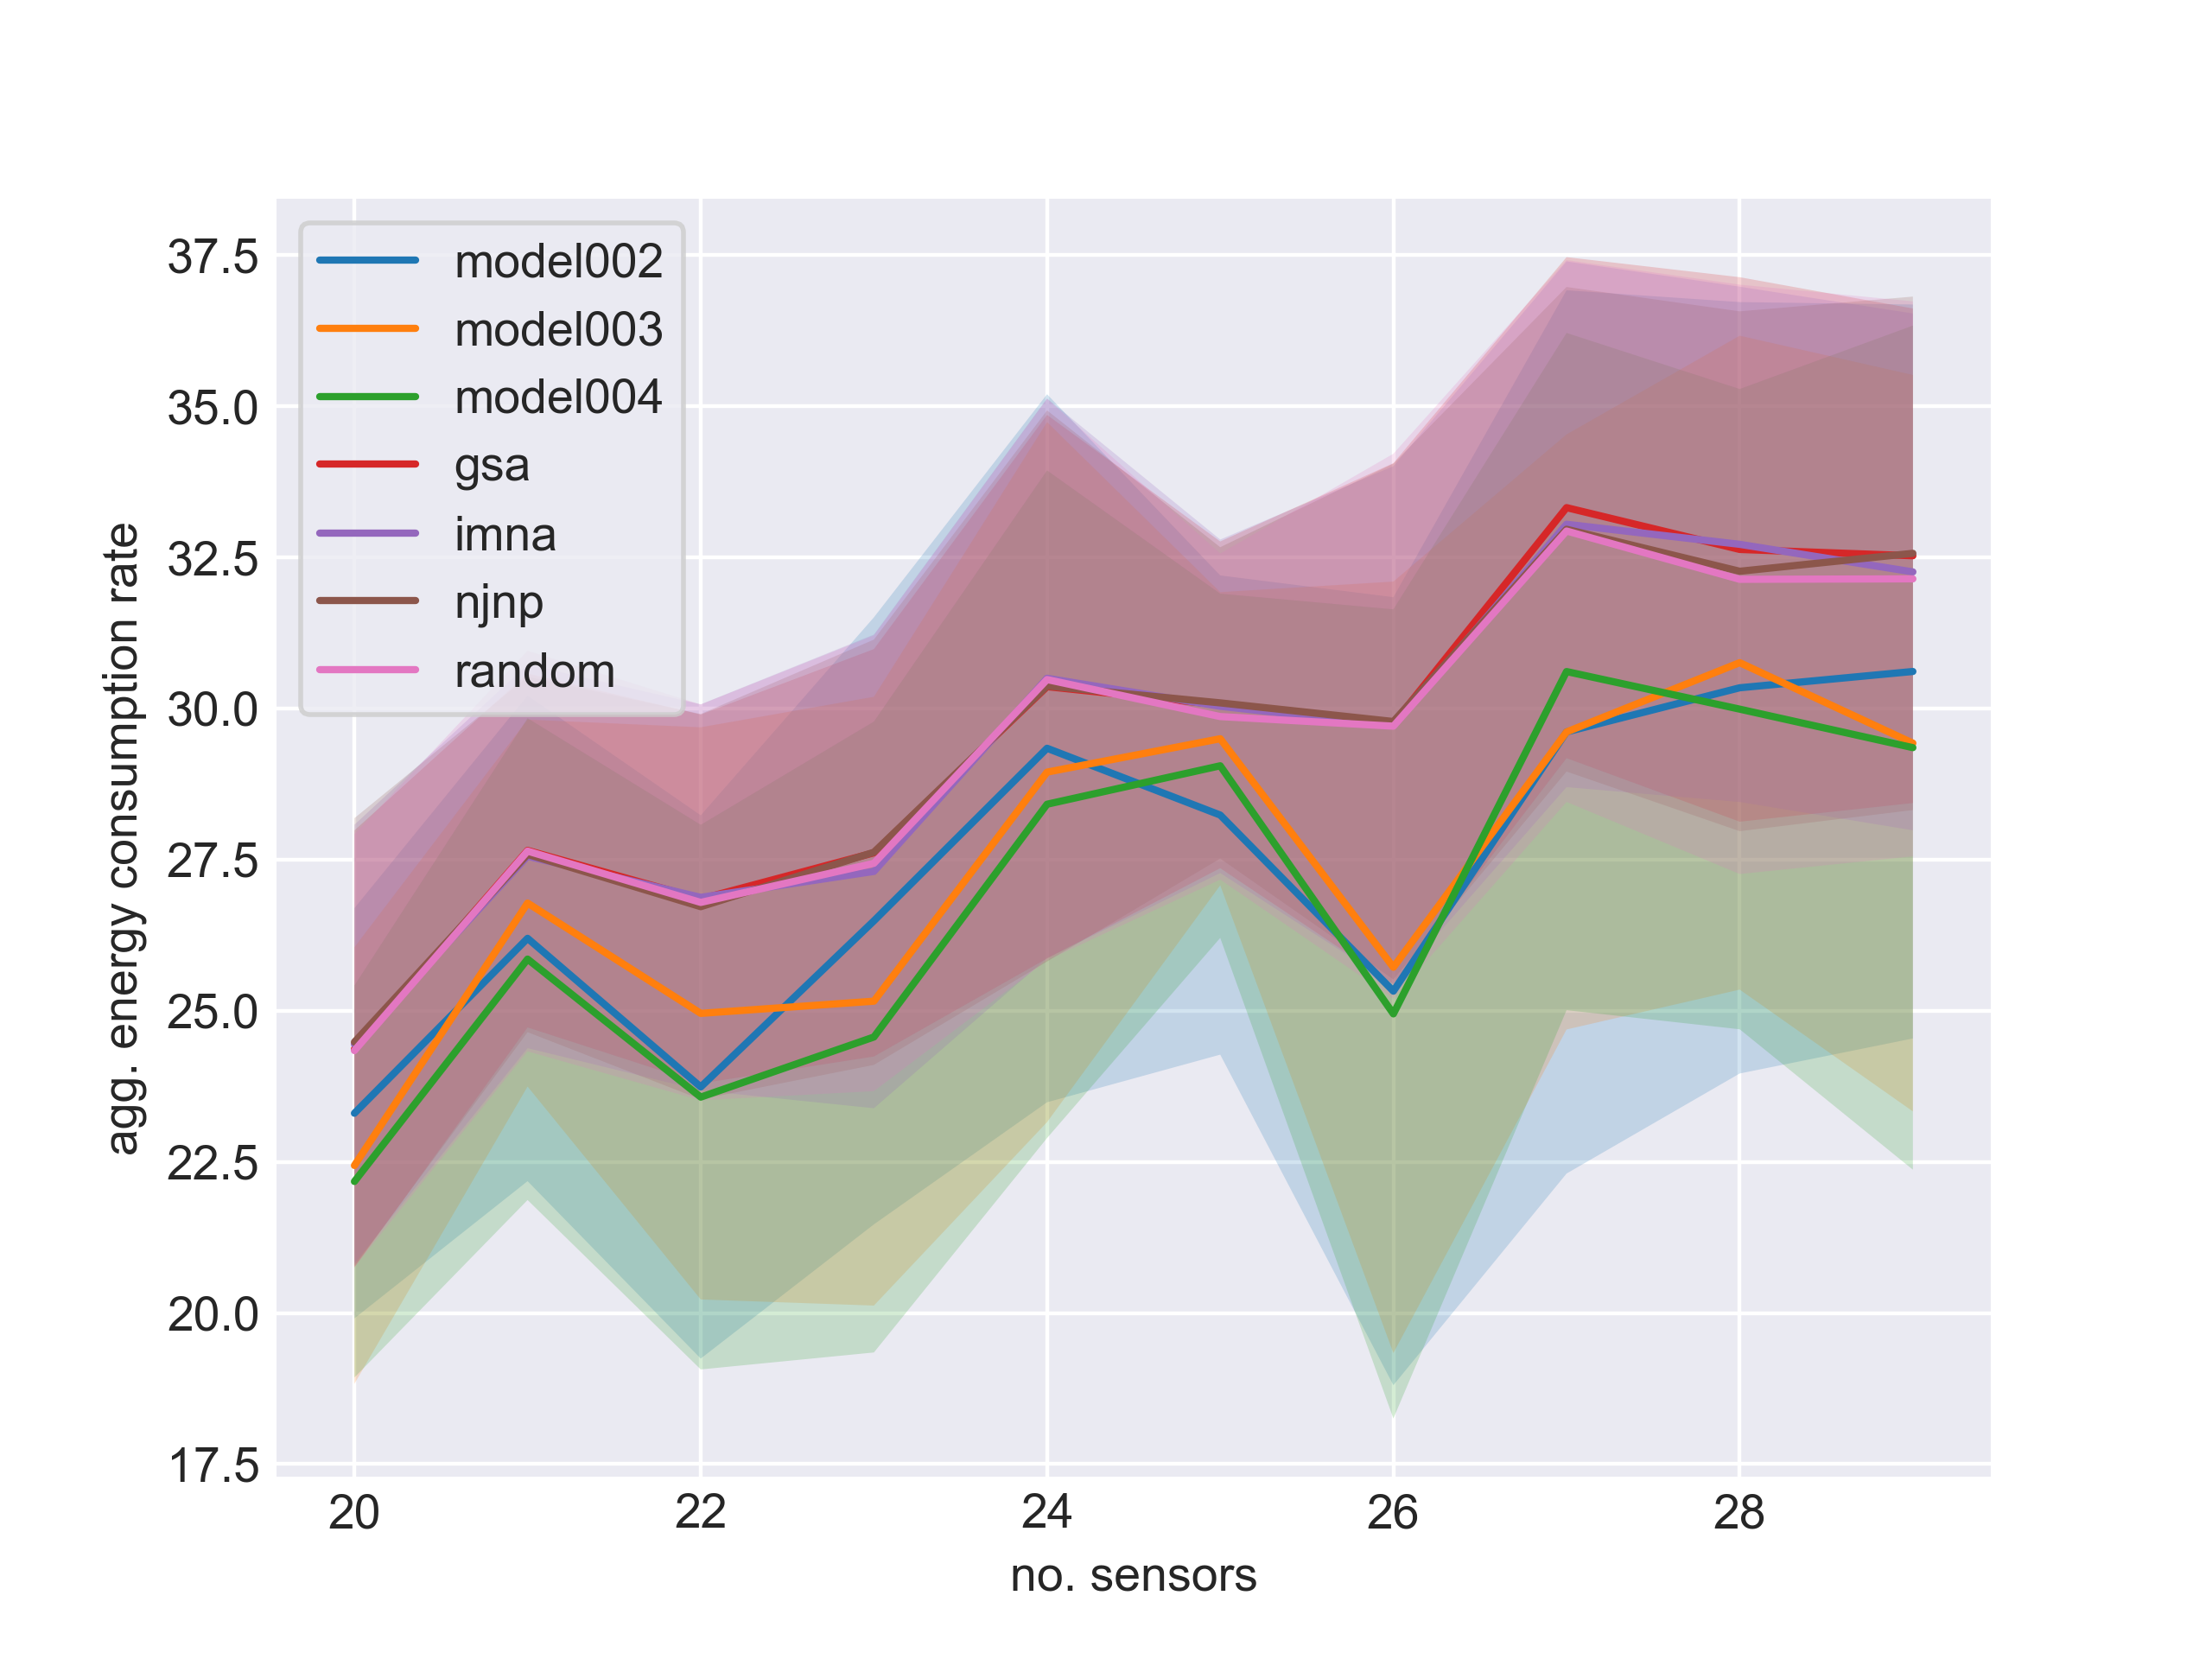 model002
model003
model004
gsa
imna
njnp
random
37.5
35.0
32.5
30.0
27.5
25.0
22.5
20.0
17.5
agg. energy consumption rate
20 22 24 26 28
no. sensors